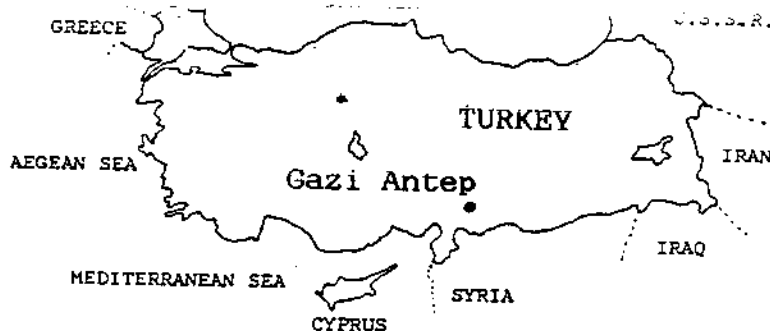 GREECE
U.S.S.R.
TURKEY
AEGEAN SEA
IRAN
Gazi Antep
IRAQ
MEDITERRANEAN SEA
SYRIA
CYPRUS